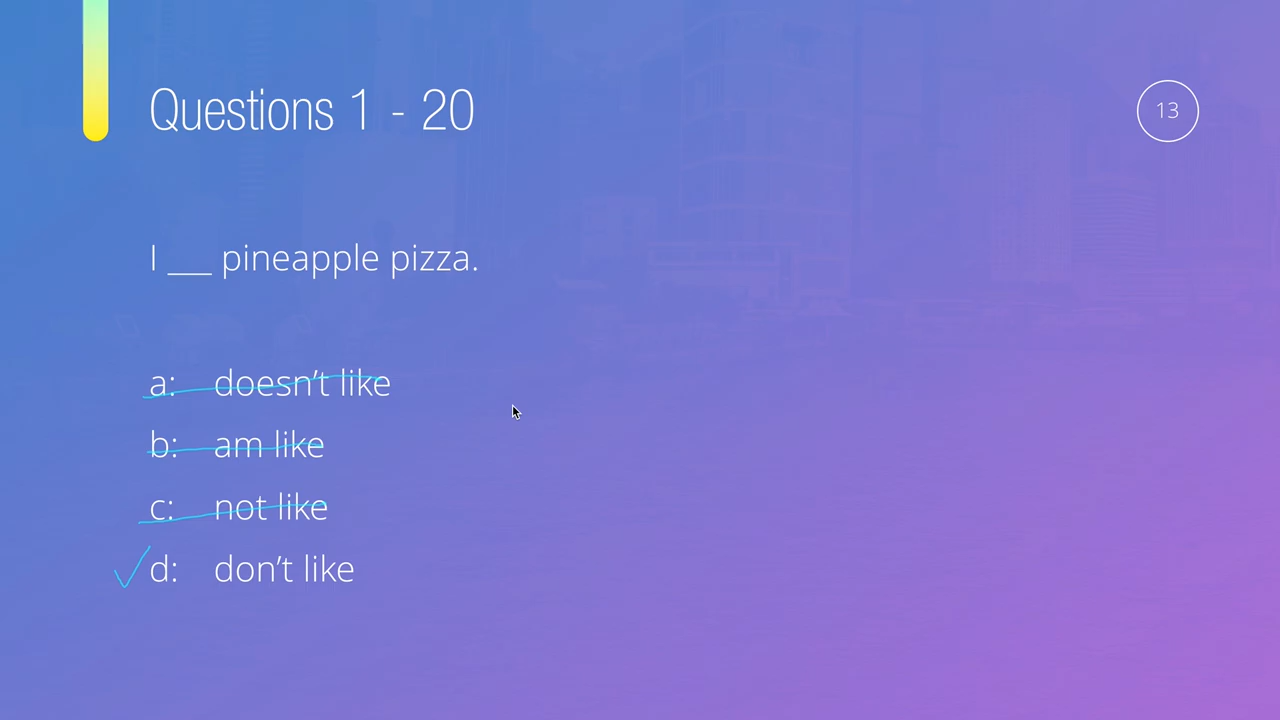 Questions 1 - 20
13
I ___ pineapple pizza.
a: doesn’t like
b: am like
c: not like
d: don’t like